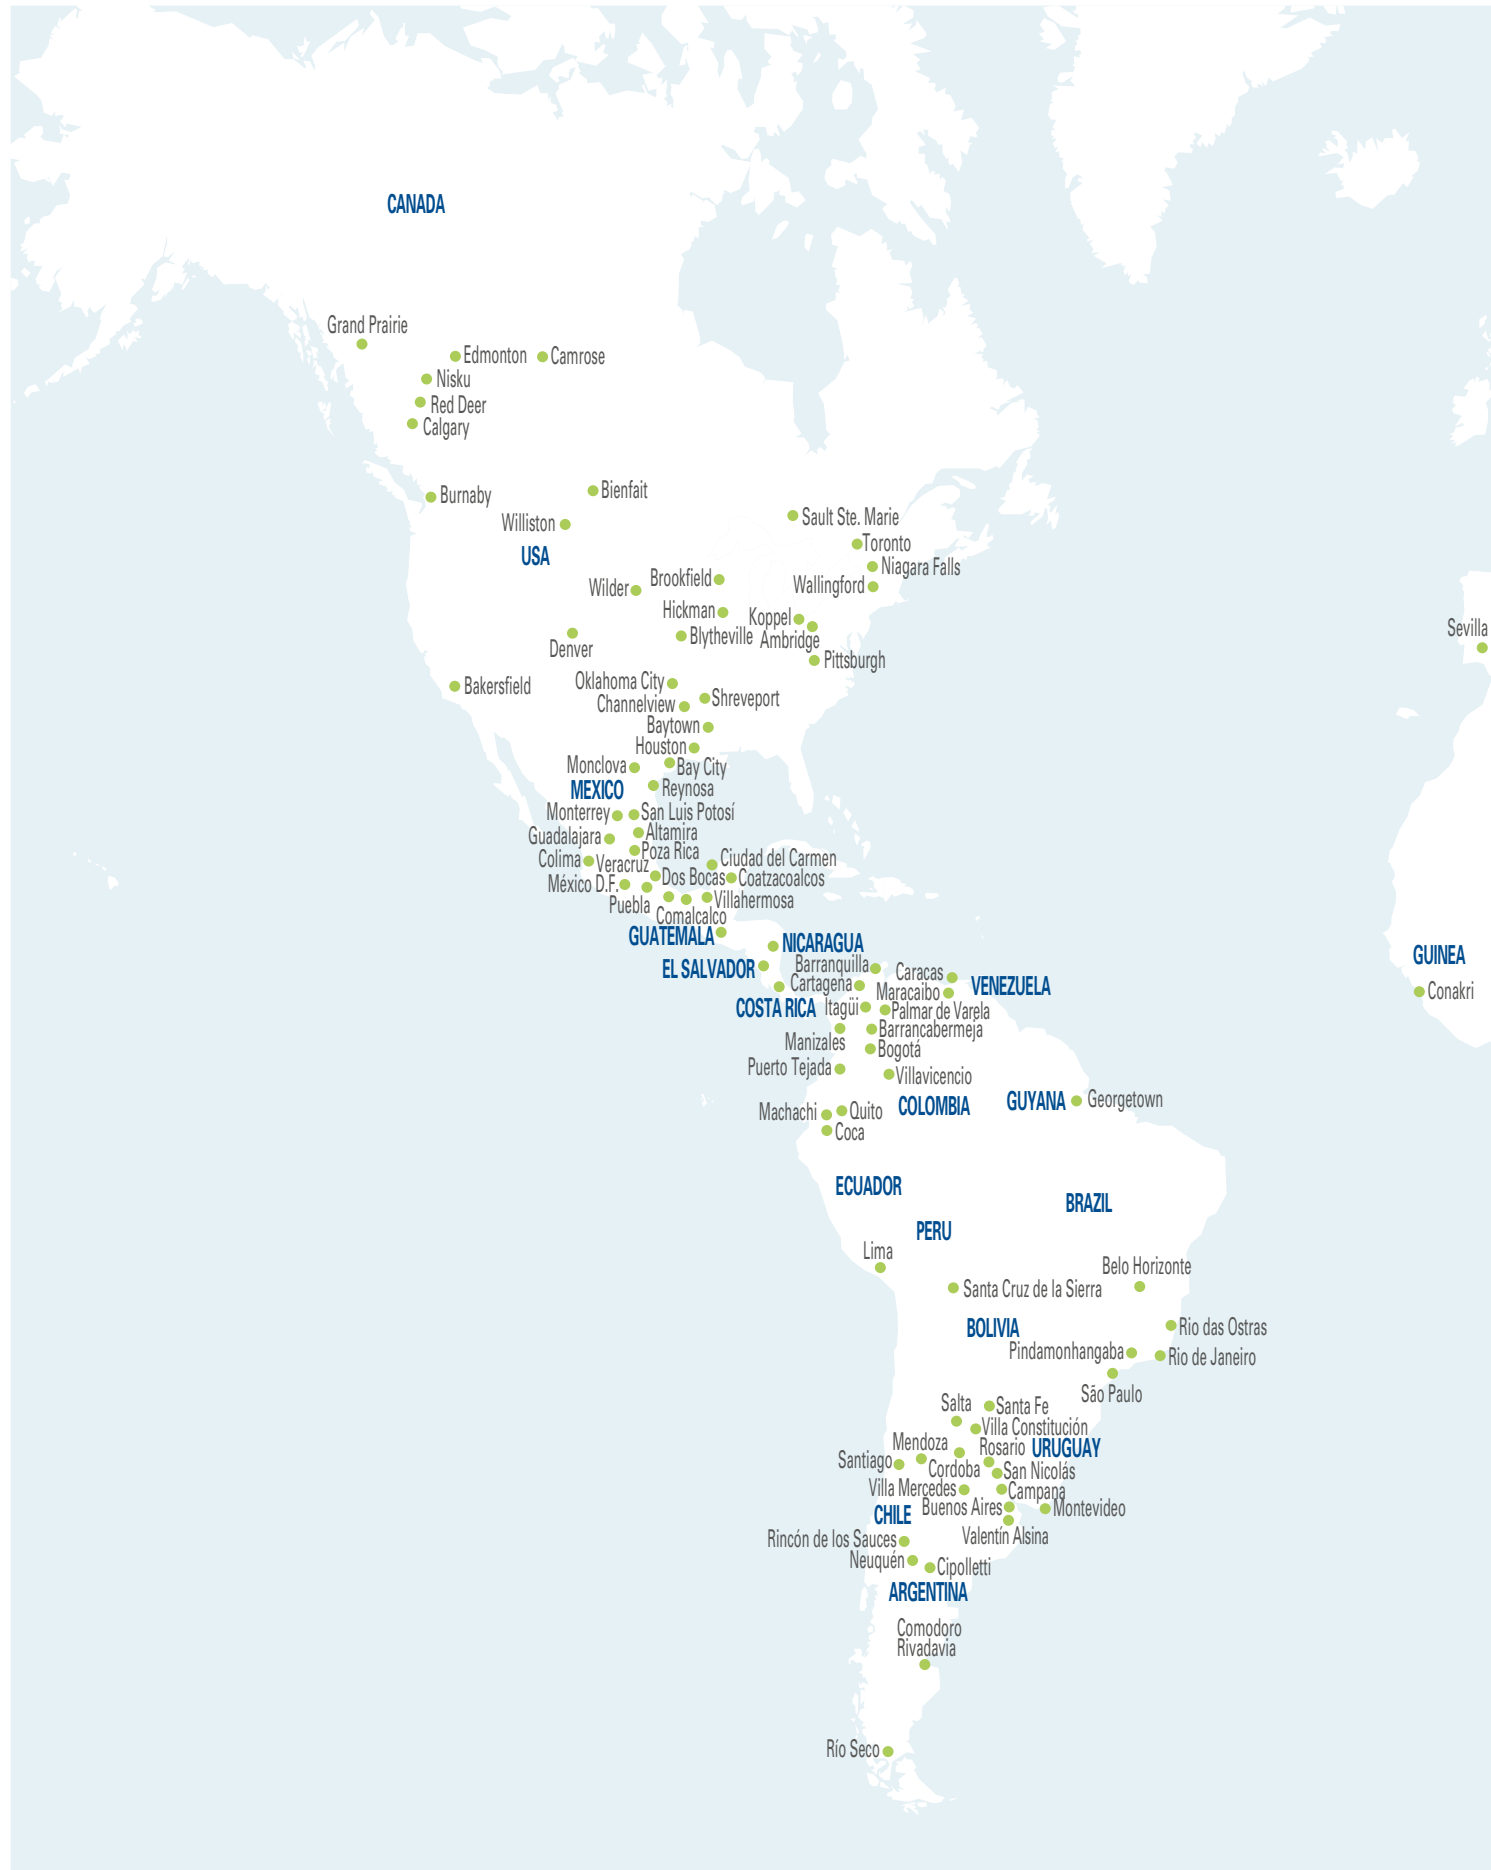 CANADA
Grand Prairie
Edmonton
Camrose
Nisku
Red Deer
Calgary
Burnaby
Bienfait
Williston
Sault Ste. Marie
Toronto
USA
Niagara Falls
Wallingford
Brookfield
Wilder
Hickman
Koppel
Sevilla
Blytheville
Ambridge
Denver
Pittsburgh
Oklahoma City
Bakersfield
Shreveport
Channelview
Baytown
Houston
Monclova
Bay City
MEXICO
Reynosa
Monterrey
San Luis Potosí
Altamira
Guadalajara
Poza Rica
Colima
Veracruz
Ciudad del Carmen
Dos Bocas
Coatzacoalcos
México D.F.
Puebla
Villahermosa
Comalcalco
GUATEMALA
NICARAGUA
GUINEA
EL SALVADOR
Barranquilla
Caracas
Cartagena
VENEZUELA
Maracaibo
Conakri
COSTA RICA
Itagüi
Palmar de Varela
Barrancabermeja
Manizales
Bogotá
Puerto Tejada
Villavicencio
COLOMBIA
GUYANA
Georgetown
Machachi
Quito
Coca
ECUADOR
BRAZIL
PERU
Lima
Belo Horizonte
Santa Cruz de la Sierra
BOLIVIA
Rio das Ostras
Pindamonhangaba
Rio de Janeiro
São Paulo
Salta
Santa Fe
Villa Constitución
Mendoza
Rosario
URUGUAY
Santiago
Cordoba
San Nicolás
Villa Mercedes
Campana
Buenos Aires
Montevideo
CHILE
Valentín Alsina
Rincón de los Sauces
Neuquén
Cipolletti
ARGENTINA
Comodoro
Rivadavia
Río Seco